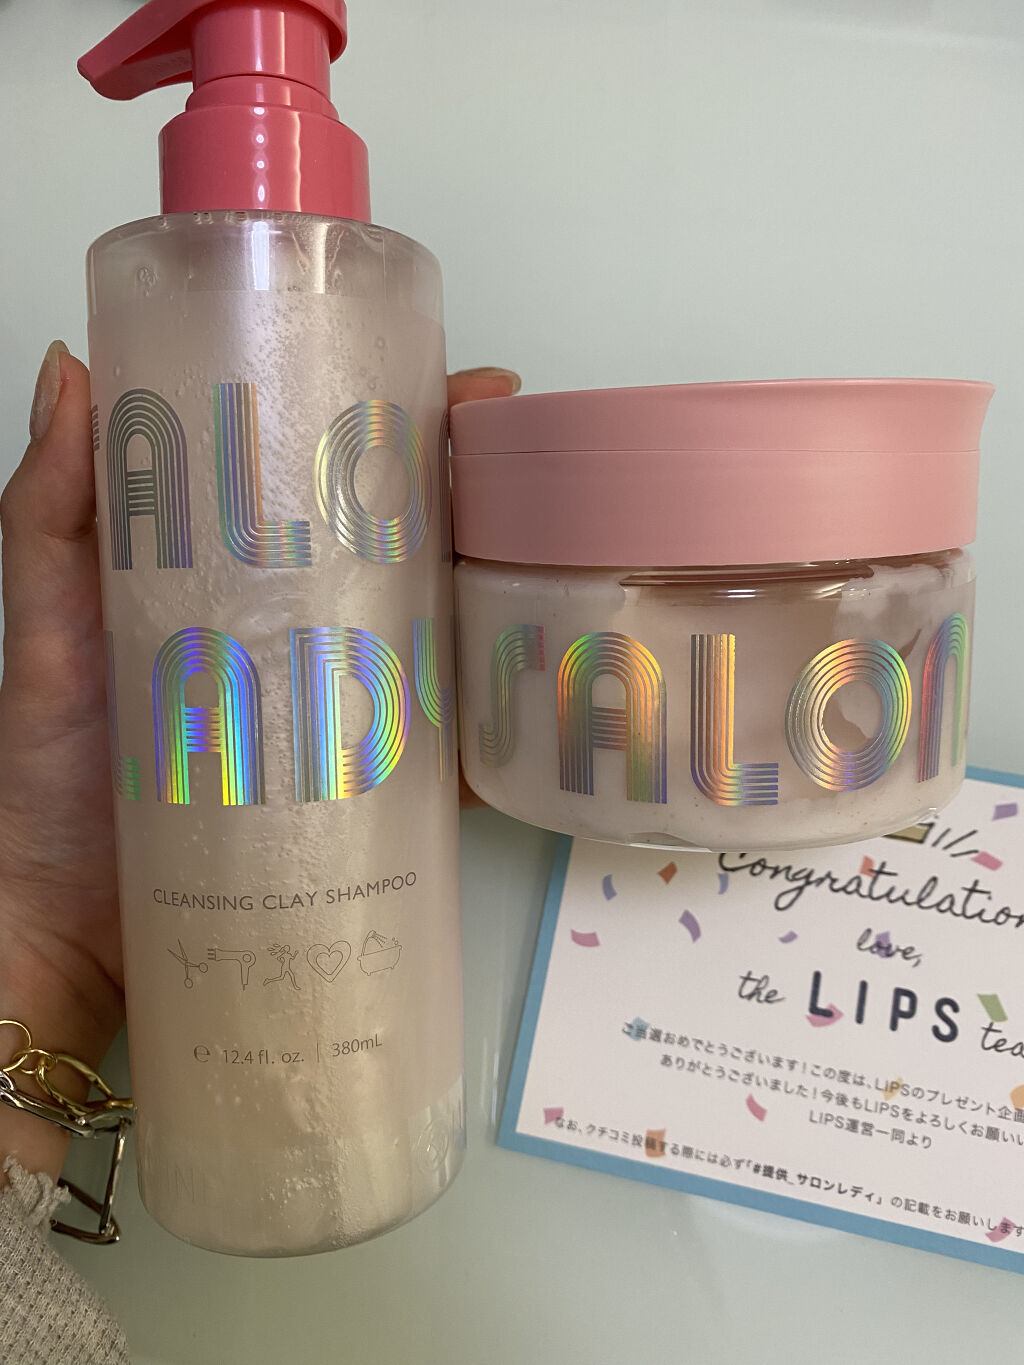 SALON
LADY
CLEANSING CLAY SHAMPOO
e 12.4 fl. oz. | 380mL
SALON
Congratulation
love,
the LIPS tea
ご当選おめでとうございます！この度は、LIPSのプレゼント企画
ありがとうございました！今後もLIPSをよろしくお願いい
LIPS運営一同より
なお、クチコミ投稿する際には必ず「#提供_サロンレディ」の記載をお願いします